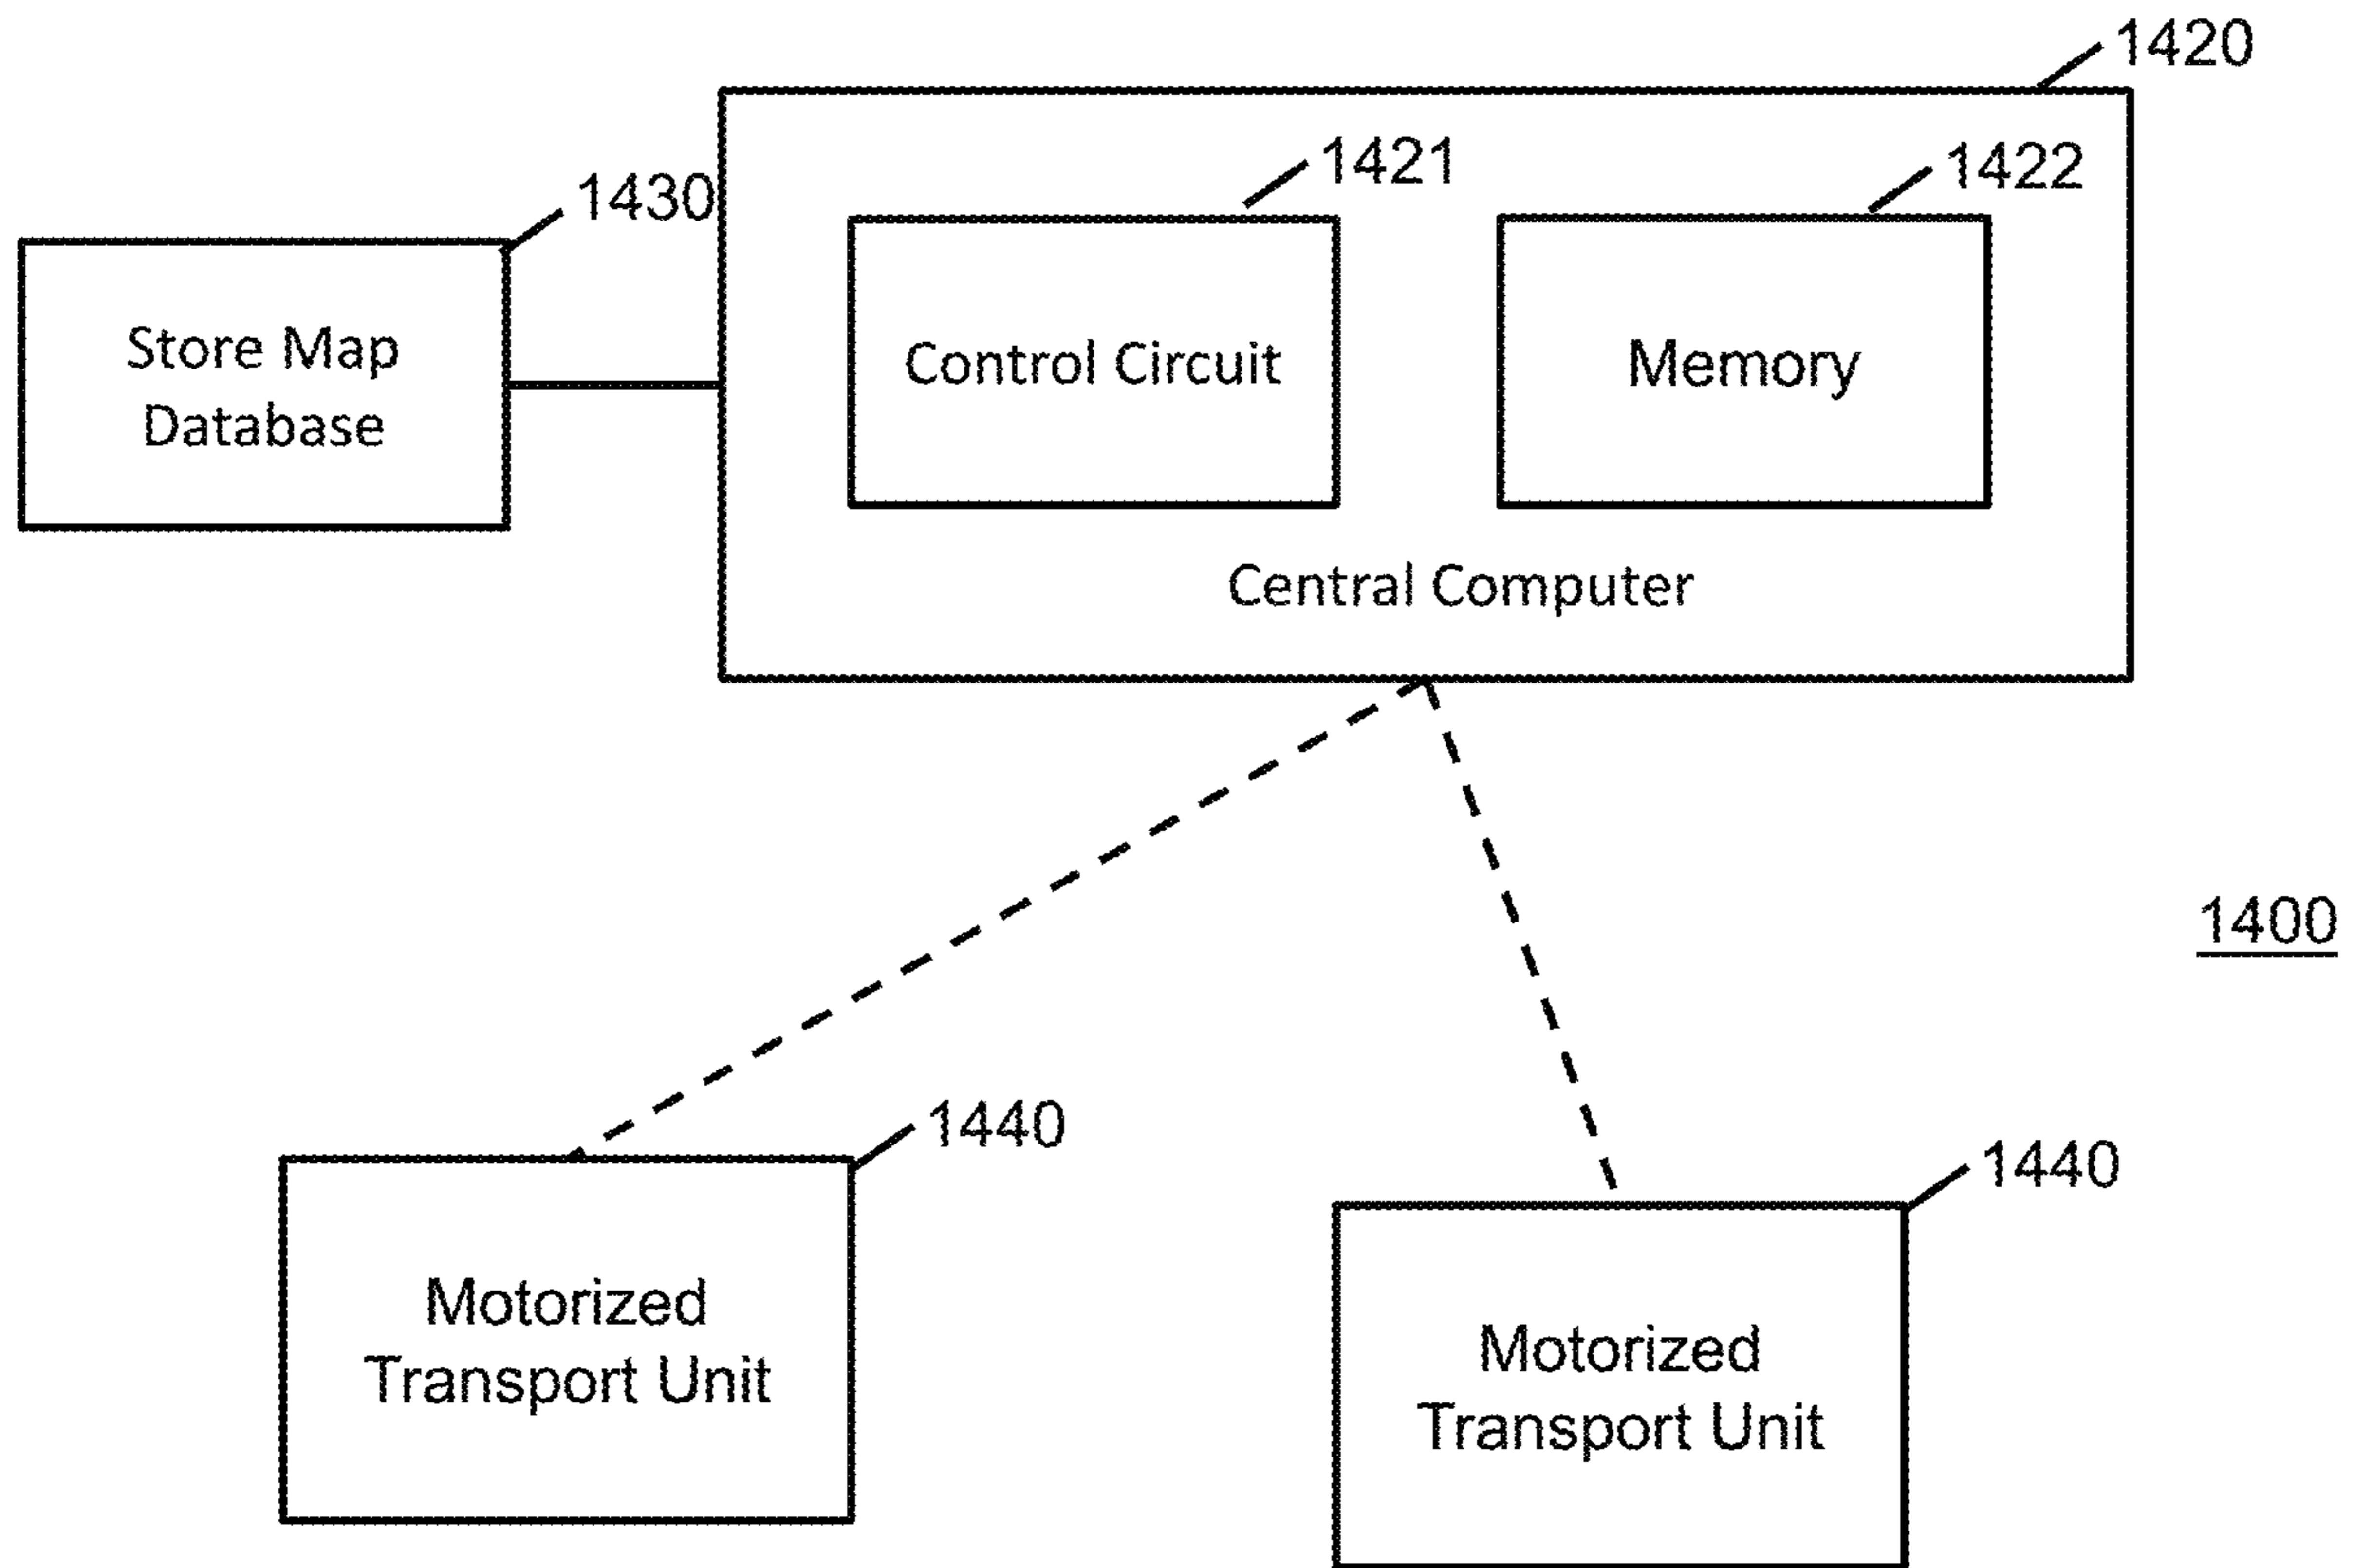 1420
1421
1422
1430
Store Map
Database
Control Circuit
Memory
Central Computer
1400
1440
1440
Motorized
Transport Unit
Motorized
Transport Unit